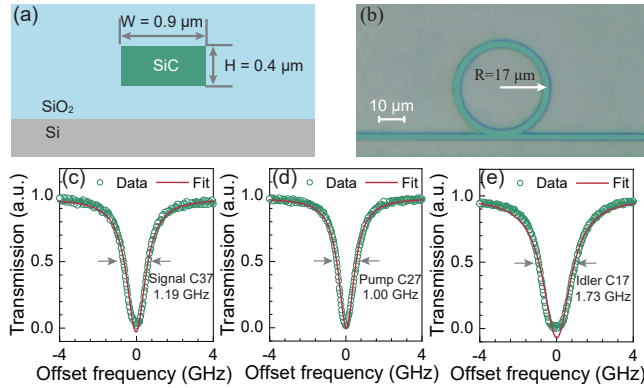 (a)
W = 0.9 μm
SiC
H = 0.4 μm
SiO₂
Si
(b)
R=17 μm
10 μm
(c)
Data
Fit
Signal C37
1.19 GHz
Transmission (a.u.)
1.0
0.5
0.0
-4
0
4
Offset frequency (GHz)
(d)
Data
Fit
Pump C27
1.00 GHz
Transmission (a.u.)
1.0
0.5
0.0
-4
0
4
Offset frequency (GHz)
(e)
Data
Fit
Idler C17
1.73 GHz
Transmission (a.u.)
1.0
0.5
0.0
-4
0
4
Offset frequency (GHz)